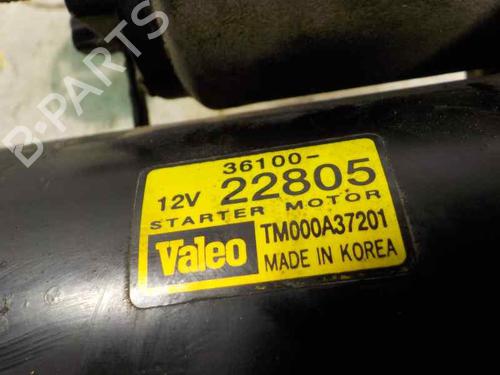 B-PARTS
36100-
12V 22805
STARTER MOTOR
Valeo TM000A37201
MADE IN KOREA